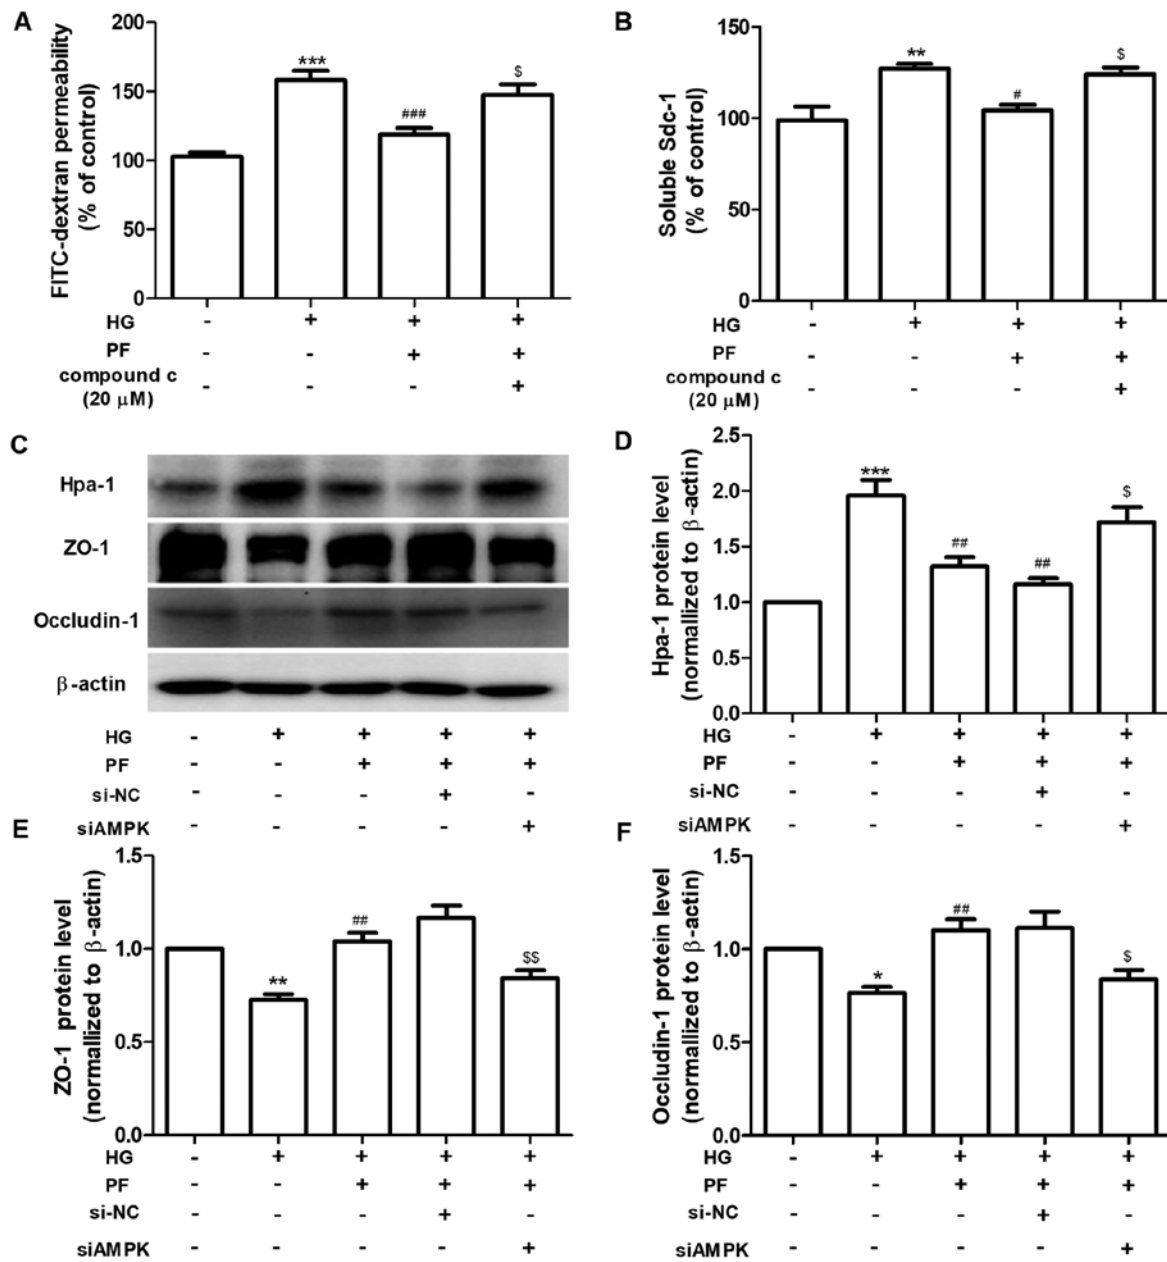 A
FITC-dextran permeability
(% of control)
200
150
100
50
0
***
###
$
HG - + + +
PF - - + +
compound c
(20 μM) - - - +
B
Soluble Sdc-1
(% of control)
150
100
50
0
**
#
$
HG - + + +
PF - - + +
compound c
(20 μM) - - - +
C
Hpa-1
ZO-1
Occludin-1
β-actin
HG - + + + +
PF - - + + +
si-NC - - - + -
siAMPK - - - - +
D
Hpa-1 protein level
(normallized to β-actin)
2.5
2.0
1.5
1.0
0.5
0.0
***
##
##
$
HG - + + + +
PF - - + + +
si-NC - - - + -
siAMPK - - - - +
E
ZO-1 protein level
(normallized to β-actin)
1.5
1.0
0.5
0.0
**
##
$$
HG - + + + +
PF - - + + +
si-NC - - - + -
siAMPK - - - - +
F
Occludin-1 protein level
(normallized to β-actin)
1.5
1.0
0.5
0.0
*
##
$
HG - + + + +
PF - - + + +
si-NC - - - + -
siAMPK - - - - +